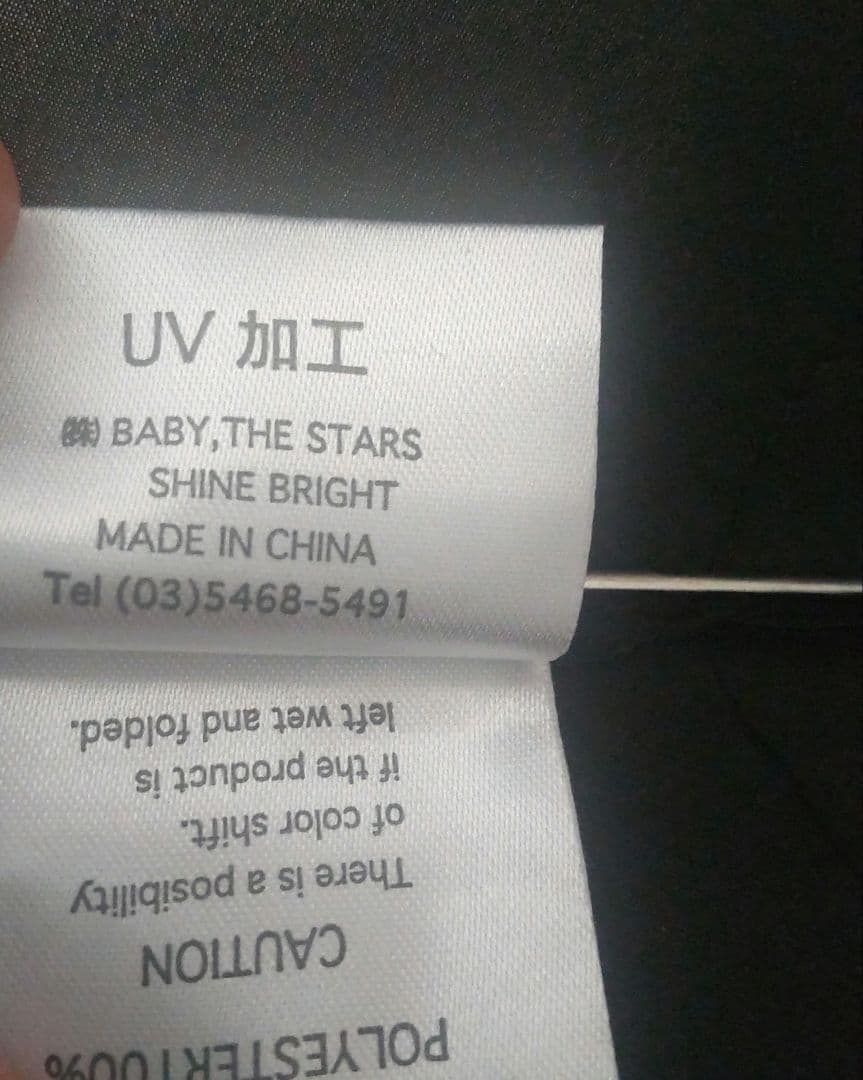 UV 加工
㈱ BABY,THE STARS
SHINE BRIGHT
MADE IN CHINA
Tel (03)5468-5491
POLYESTER100%
CAUTION
There is a posibility
of color shift.
if the product is
left wet and folded.